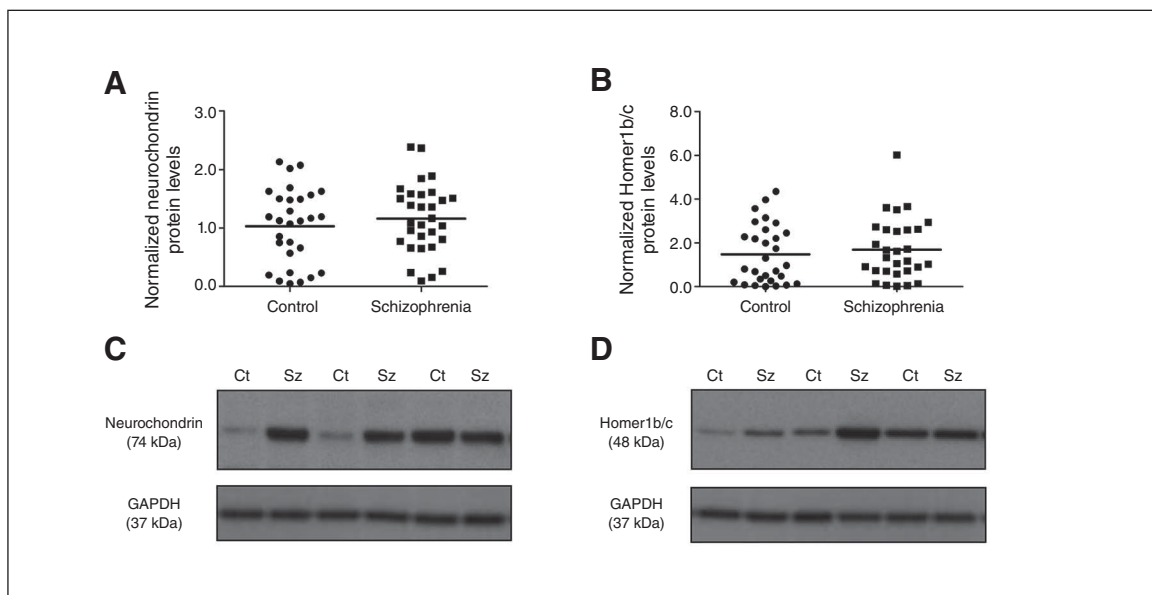 A
Normalized neurochondrin
protein levels
3.0
2.0
1.0
0.0
Control
Schizophrenia
B
Normalized Homer1b/c
protein levels
8.0
6.0
4.0
2.0
0.0
Control
Schizophrenia
C
Ct Sz Ct Sz Ct Sz
Neurochondrin
(74 kDa)
GAPDH
(37 kDa)
D
Ct Sz Ct Sz Ct Sz
Homer1b/c
(48 kDa)
GAPDH
(37 kDa)